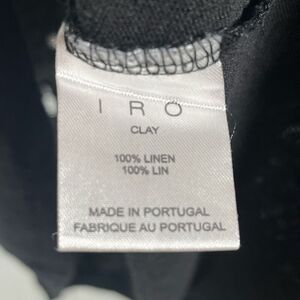 IRO
CLAY
100% LINEN
100% LIN
MADE IN PORTUGAL
FABRIQUE AU PORTUGAL